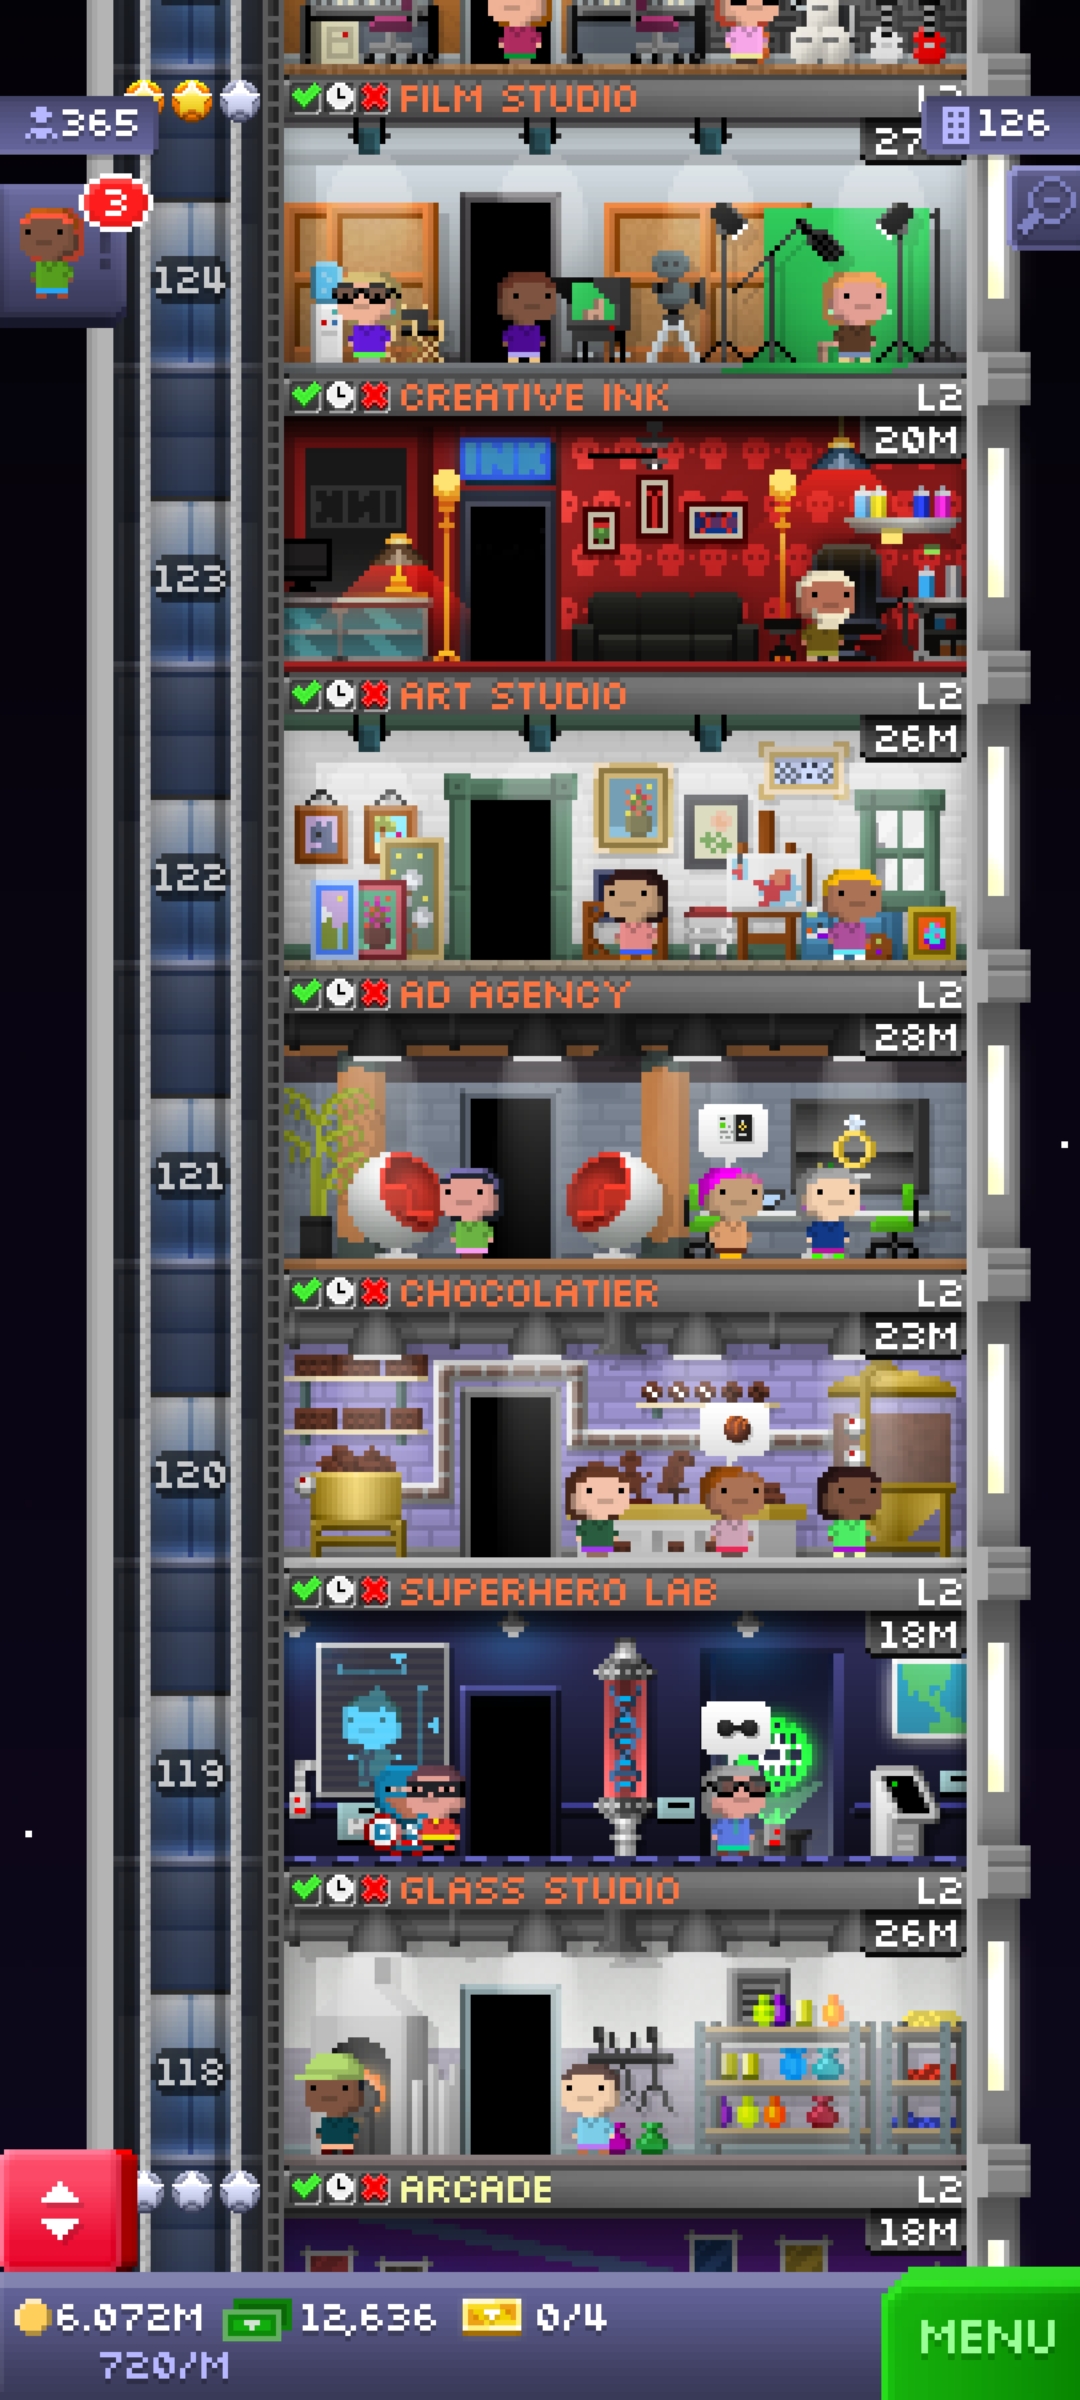 FILM STUDIO
365
27
126
3
124
CREATIVE INK L2
20M
INK
123
ART STUDIO L2
26M
122
AD AGENCY L2
28M
121
CHOCOLATIER L2
23M
120
SUPERHERO LAB L2
18M
119
GLASS STUDIO L2
26M
118
ARCADE L2
18M
6.072M 12,636 0/4
720/M
MENU